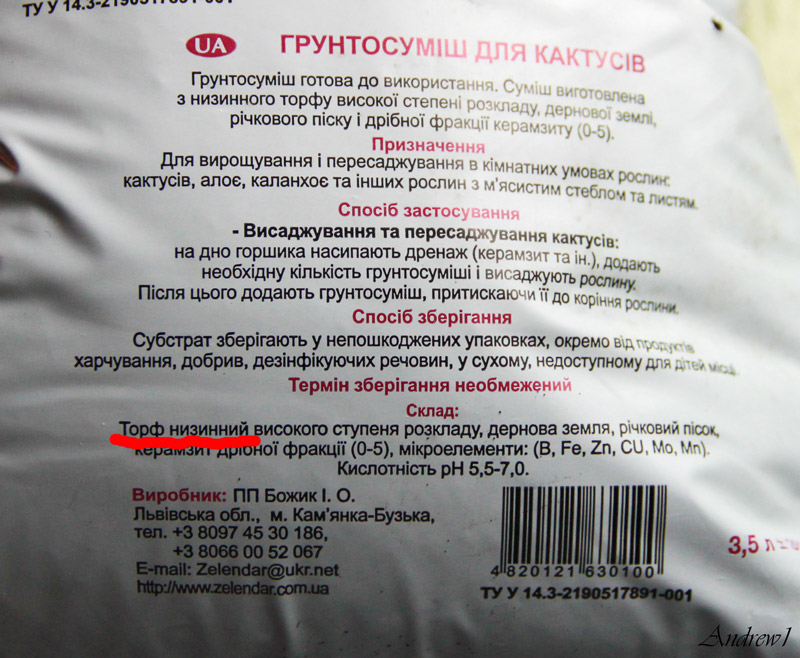 ТУ У 14.3-2190517891-001
UA ГРУНТОСУМІШ ДЛЯ КАКТУСІВ
Грунтосуміш готова до використання. Суміш виготовлена
з низинного торфу високої степені розкладу, дернової землі,
річкового піску і дрібної фракції керамзиту (0-5).
Призначення
Для вирощування і пересаджування в кімнатних умовах рослин:
кактусів, алоє, каланхоє та інших рослин з м'ясистим стеблом та листям.
Спосіб застосування
- Висаджування та пересаджування кактусів:
на дно горшика насипають дренаж (керамзит та ін.), додають
необхідну кількість грунтосуміші і висаджують рослину.
Після цього додають грунтосуміш, притискаючи її до коріння рослини.
Спосіб зберігання
Субстрат зберігають у непошкоджених упаковках, окремо від продуктів
харчування, добрив, дезінфікуючих речовин, у сухому, недоступному для дітей місці.
Термін зберігання необмежений
Склад:
Торф низинний високого ступеня розкладу, дернова земля, річковий пісок,
керамзит дрібної фракції (0-5), мікроелементи: (B, Fe, Zn, CU, Mo, Mn).
Кислотність pH 5,5-7,0.
Виробник: ПП Божик І. О.
Львівська обл., м. Кам'янка-Бузька,
тел. +3 8097 45 30 186,
+3 8066 00 52 067
E-mail: Zelendar@ukr.net
http://www.zelendar.com.ua
4 820121 630100
ТУ У 14.3-2190517891-001
3,5 л
Andrew1